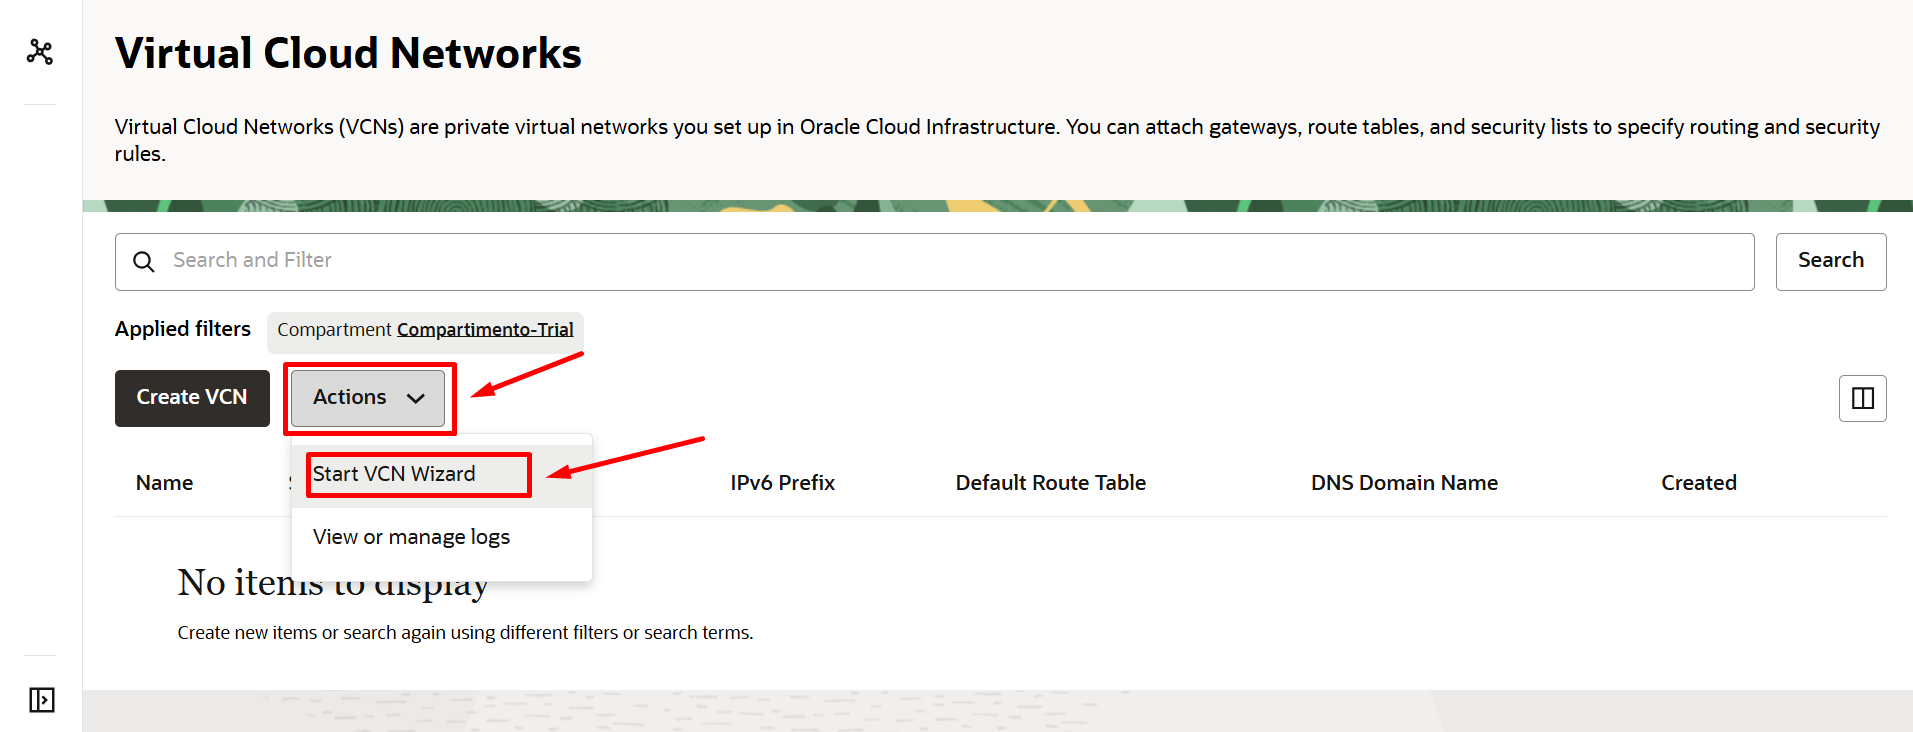 Virtual Cloud Networks
Virtual Cloud Networks (VCNs) are private virtual networks you set up in Oracle Cloud Infrastructure. You can attach gateways, route tables, and security lists to specify routing and security
rules.
Search and Filter
Search
Applied filters
Compartment Compartimento-Trial
Create VCN
Actions
Start VCN Wizard
View or manage logs
Name
IPv6 Prefix
Default Route Table
DNS Domain Name
Created
No items to display
Create new items or search again using different filters or search terms.